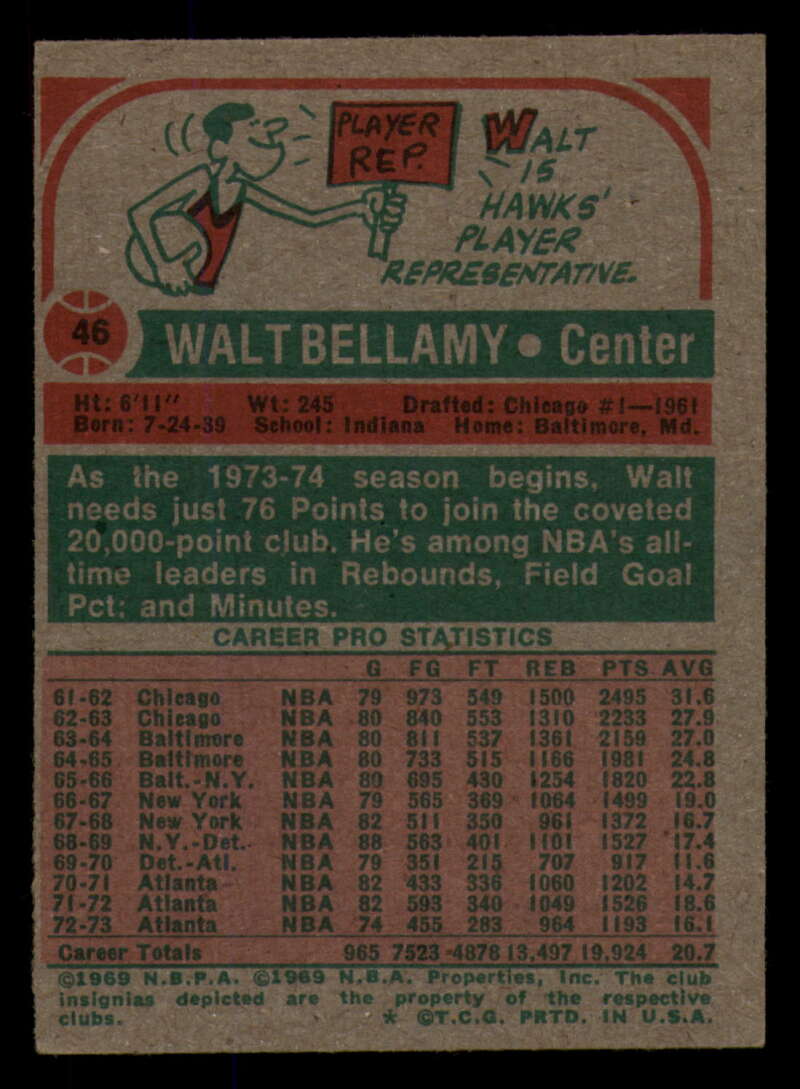 PLAYER
REP.
WALT
IS
HAWKS'
PLAYER
REPRESENTATIVE.
46
WALT BELLAMY • Center
Ht: 6'11" Wt: 245 Drafted: Chicago #1—1961
Born: 7-24-39 School: Indiana Home: Baltimore, Md.
As the 1973-74 season begins, Walt
needs just 76 Points to join the coveted
20,000-point club. He's among NBA's all-
time leaders in Rebounds, Field Goal
Pct: and Minutes.
CAREER PRO STATISTICS
G FG FT REB PTS AVG
61-62 Chicago NBA 79 973 549 1500 2495 31.6
62-63 Chicago NBA 80 840 553 1310 2233 27.9
63-64 Baltimore NBA 80 811 537 1361 2159 27.0
64-65 Baltimore NBA 80 733 515 1166 1981 24.8
65-66 Balt.-N.Y. NBA 80 695 430 1254 1820 22.8
66-67 New York NBA 79 565 369 1064 1499 19.0
67-68 New York NBA 82 511 350 961 1372 16.7
68-69 N.Y.-Det. NBA 88 563 401 1101 1527 17.4
69-70 Det.-Atl. NBA 79 351 215 707 917 11.6
70-71 Atlanta NBA 82 433 336 1060 1202 14.7
71-72 Atlanta NBA 82 593 340 1049 1526 18.6
72-73 Atlanta NBA 74 455 283 964 1193 16.1
Career Totals 965 7523 4878 13,497 19,924 20.7
©1969 N.B.P.A. ©1969 N.B.A. Properties, Inc. The club
insignias depicted are the property of the respective
clubs. * ©T.C.G. PRTD. IN U.S.A.